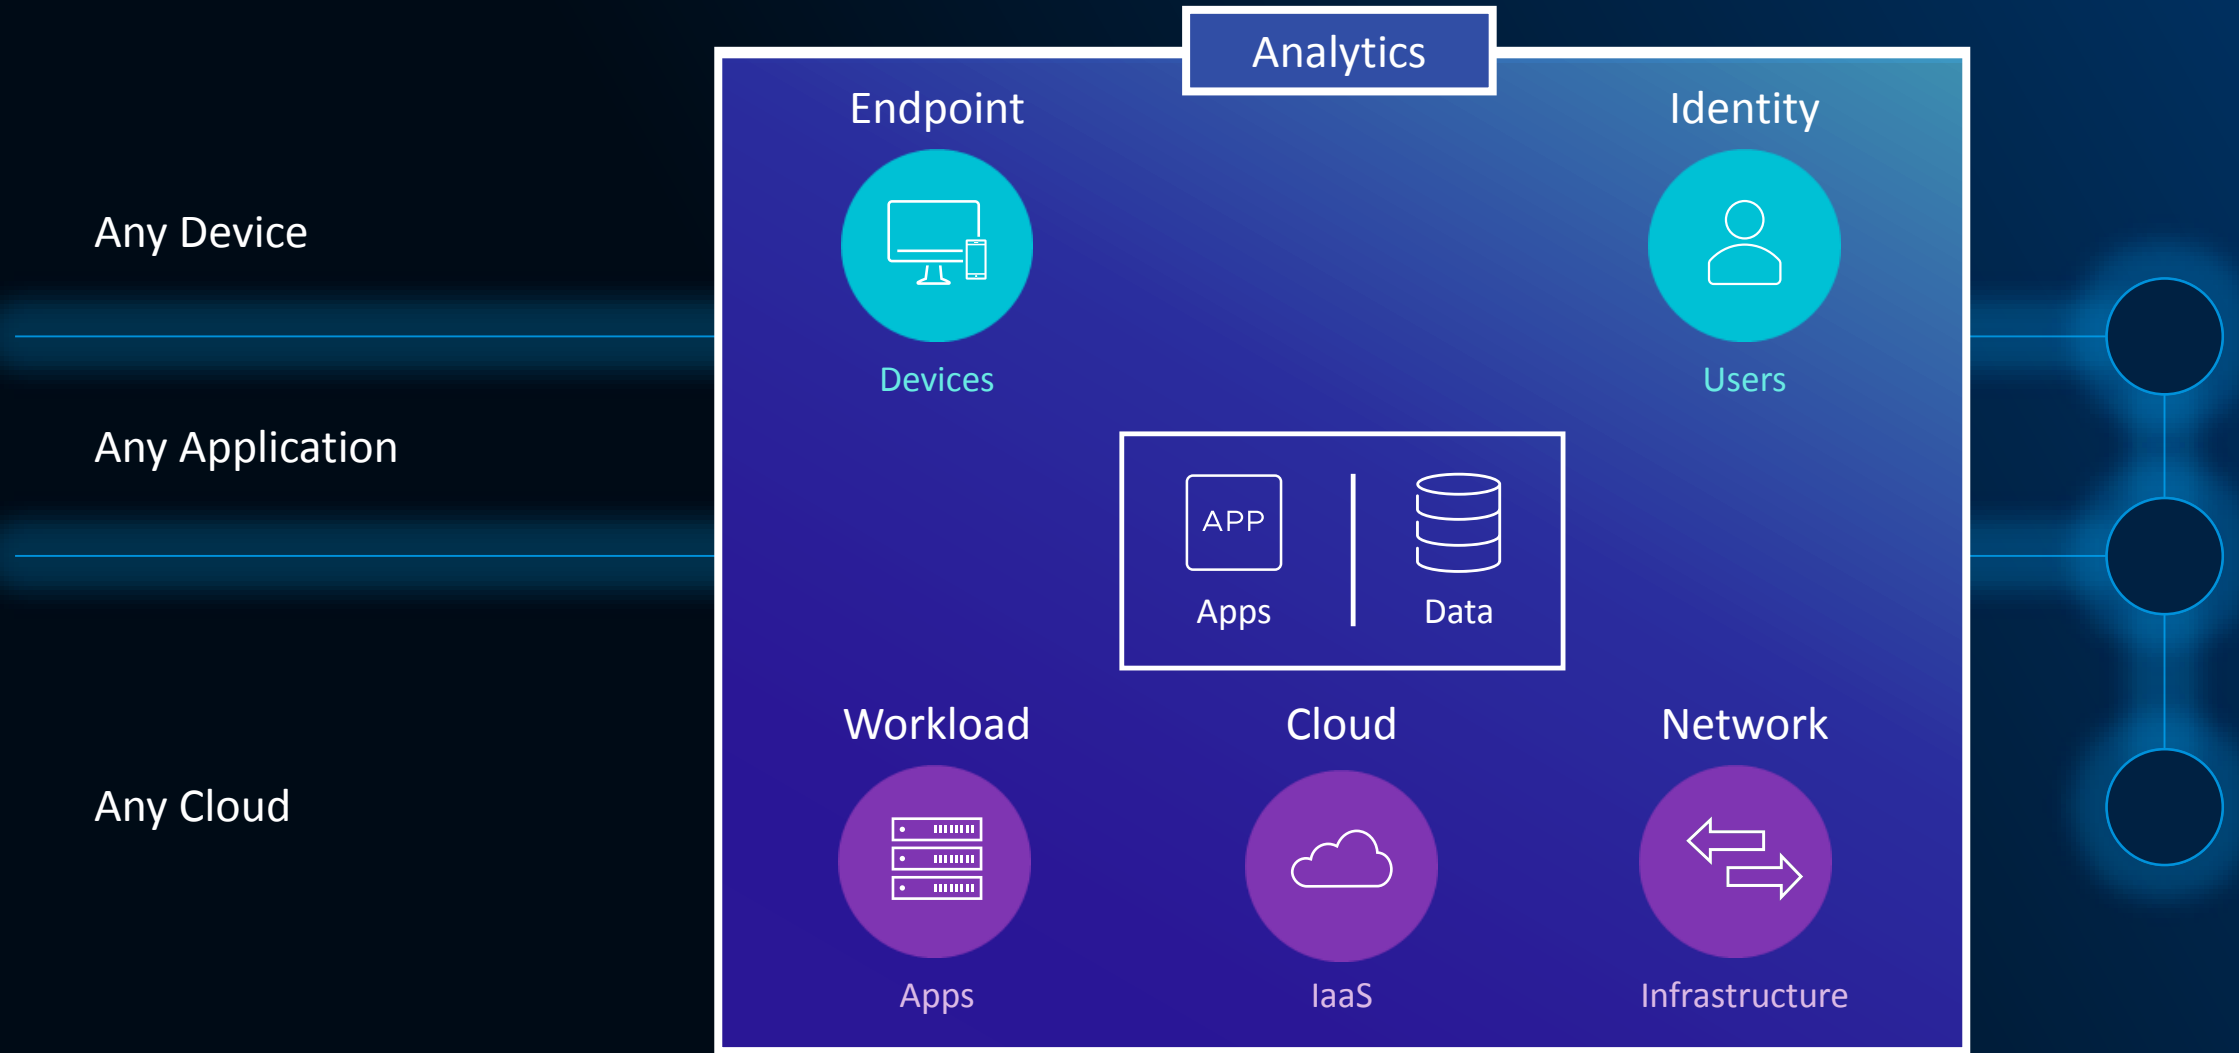 Analytics
Endpoint
Identity
Any Device
Devices
Users
Any Application
APP
Apps
Data
Workload
Cloud
Network
Any Cloud
Apps
IaaS
Infrastructure